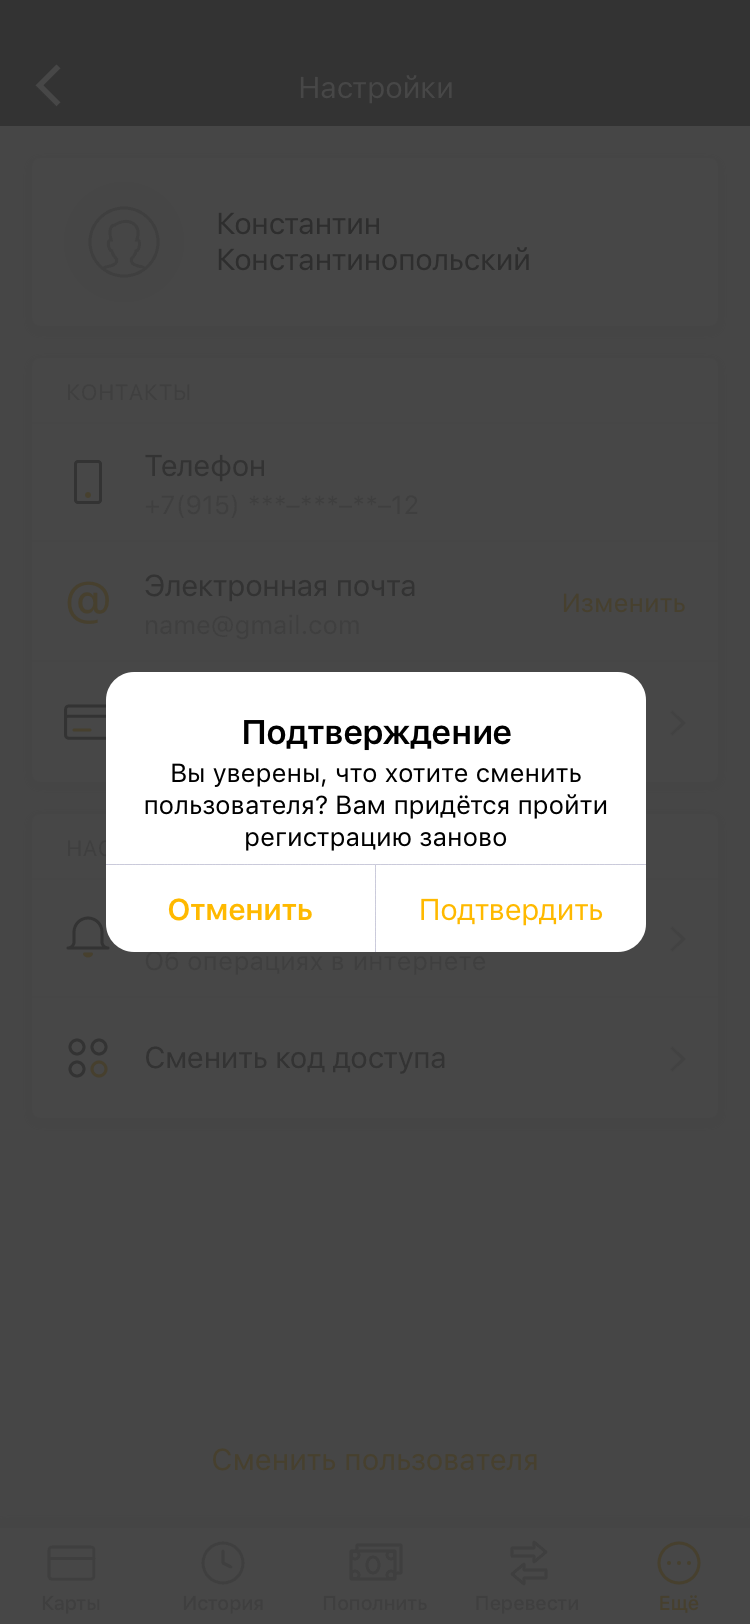 Настройки
Константин
Константинопольский
КОНТАКТЫ
Телефон
+7(915) ***–***–**–12
Электронная почта
name@gmail.com
Изменить
Подтверждение
Вы уверены, что хотите сменить
пользователя? Вам придётся пройти
регистрацию заново
Отменить
Подтвердить
Об операциях в интернете
Сменить код доступа
Сменить пользователя
Карты
История
Пополнить
Перевести
Ещё